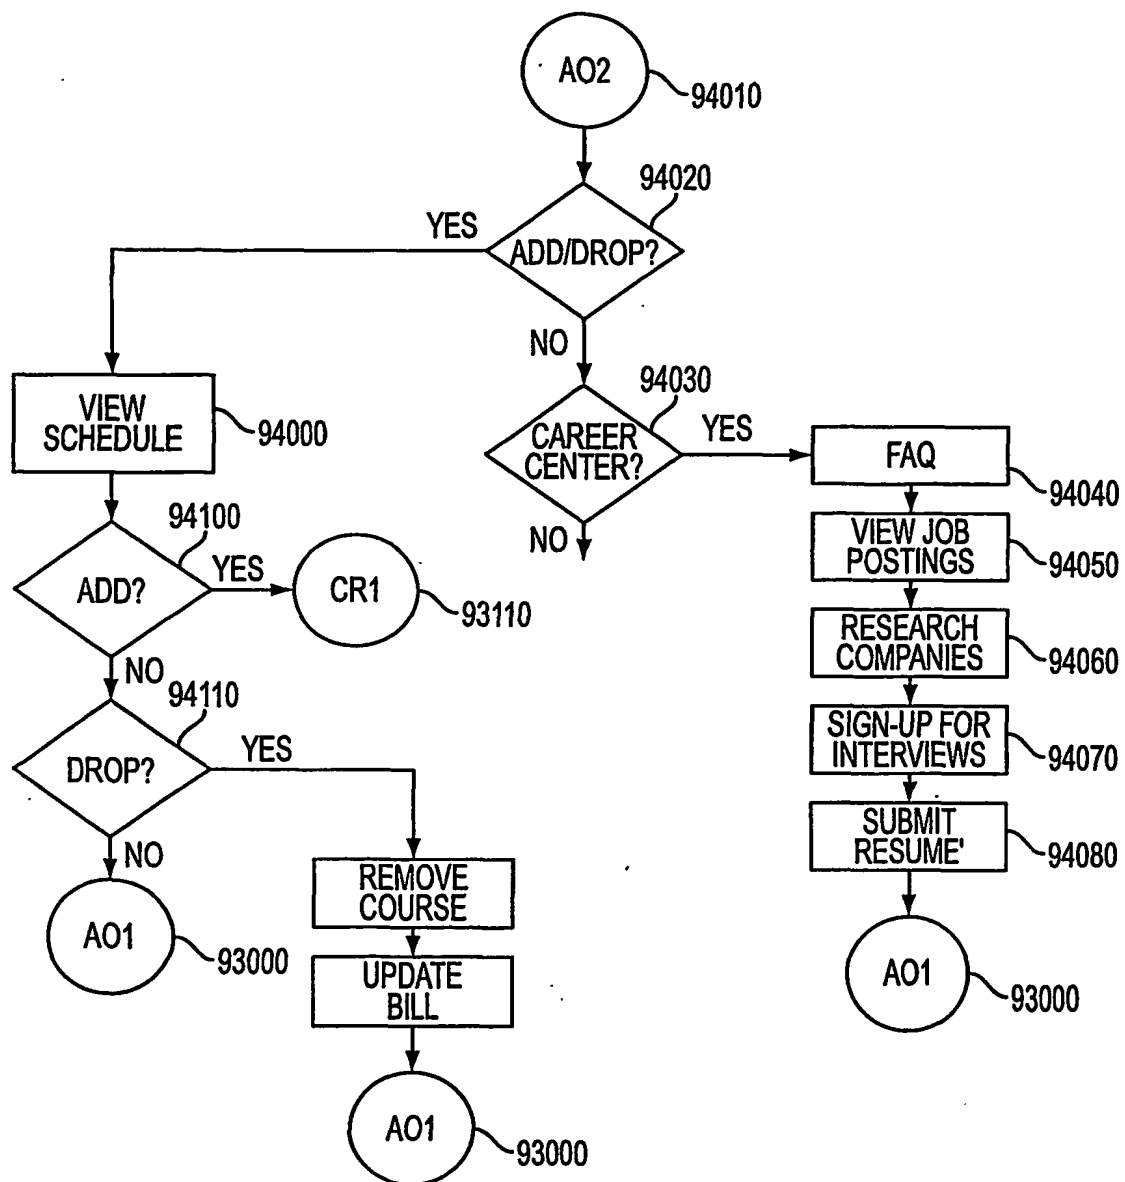 AO2
94010
94020
YES
ADD/DROP?
NO
94030
VIEW
SCHEDULE
94000
CAREER
CENTER?
YES
FAQ
94040
NO
94100
ADD?
YES
CR1
93110
VIEW JOB
POSTINGS
94050
RESEARCH
COMPANIES
94060
NO
94110
DROP?
YES
SIGN-UP FOR
INTERVIEWS
94070
SUBMIT
RESUME'
94080
NO
AO1
93000
REMOVE
COURSE
UPDATE
BILL
AO1
93000
AO1
93000